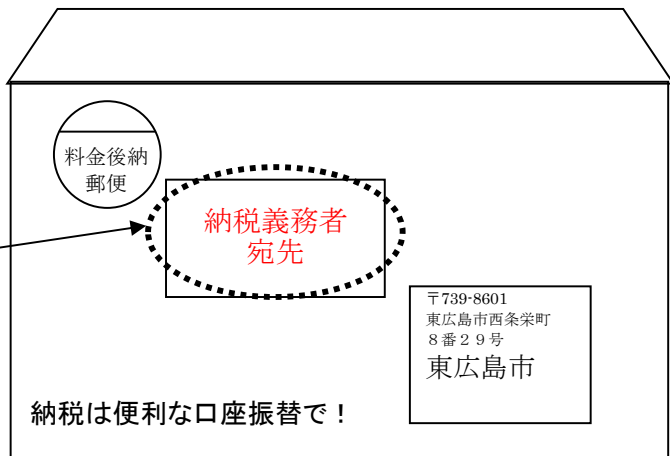 料金後納
郵便
納税義務者
宛先
〒739-8601
東広島市西条栄町
８番２９号
東広島市
納税は便利な口座振替で！